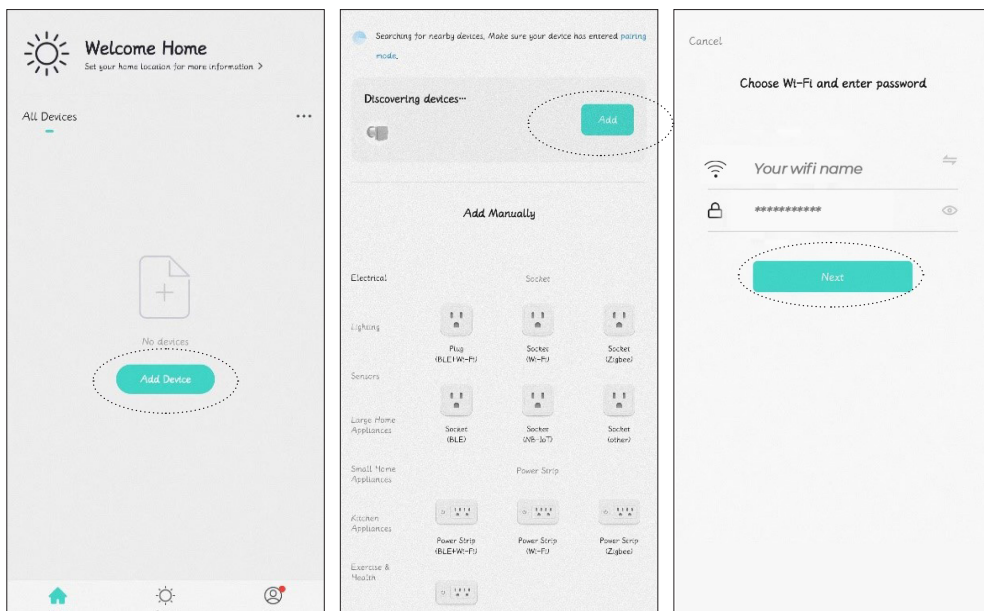 Welcome Home
Set your home location for more information >
All Devices
...
No devices
Add Device
Searching for nearby devices, Make sure your device has entered pairing
mode.
Discovering devices...
Add
Add Manually
Electrical
Socket
Lighting
Plug
(BLE+Wi-Fi)
Socket
(Wi-Fi)
Socket
(Zigbee)
Sensors
Large Home
Appliances
Socket
(BLE)
Socket
(NB-IoT)
Socket
(other)
Small Home
Appliances
Power Strip
Kitchen
Appliances
Power Strip
(BLE+Wi-Fi)
Power Strip
(Wi-Fi)
Power Strip
(Zigbee)
Exercise &
Health
Cancel
Choose Wi-Fi and enter password
Your wifi name
***********
Next